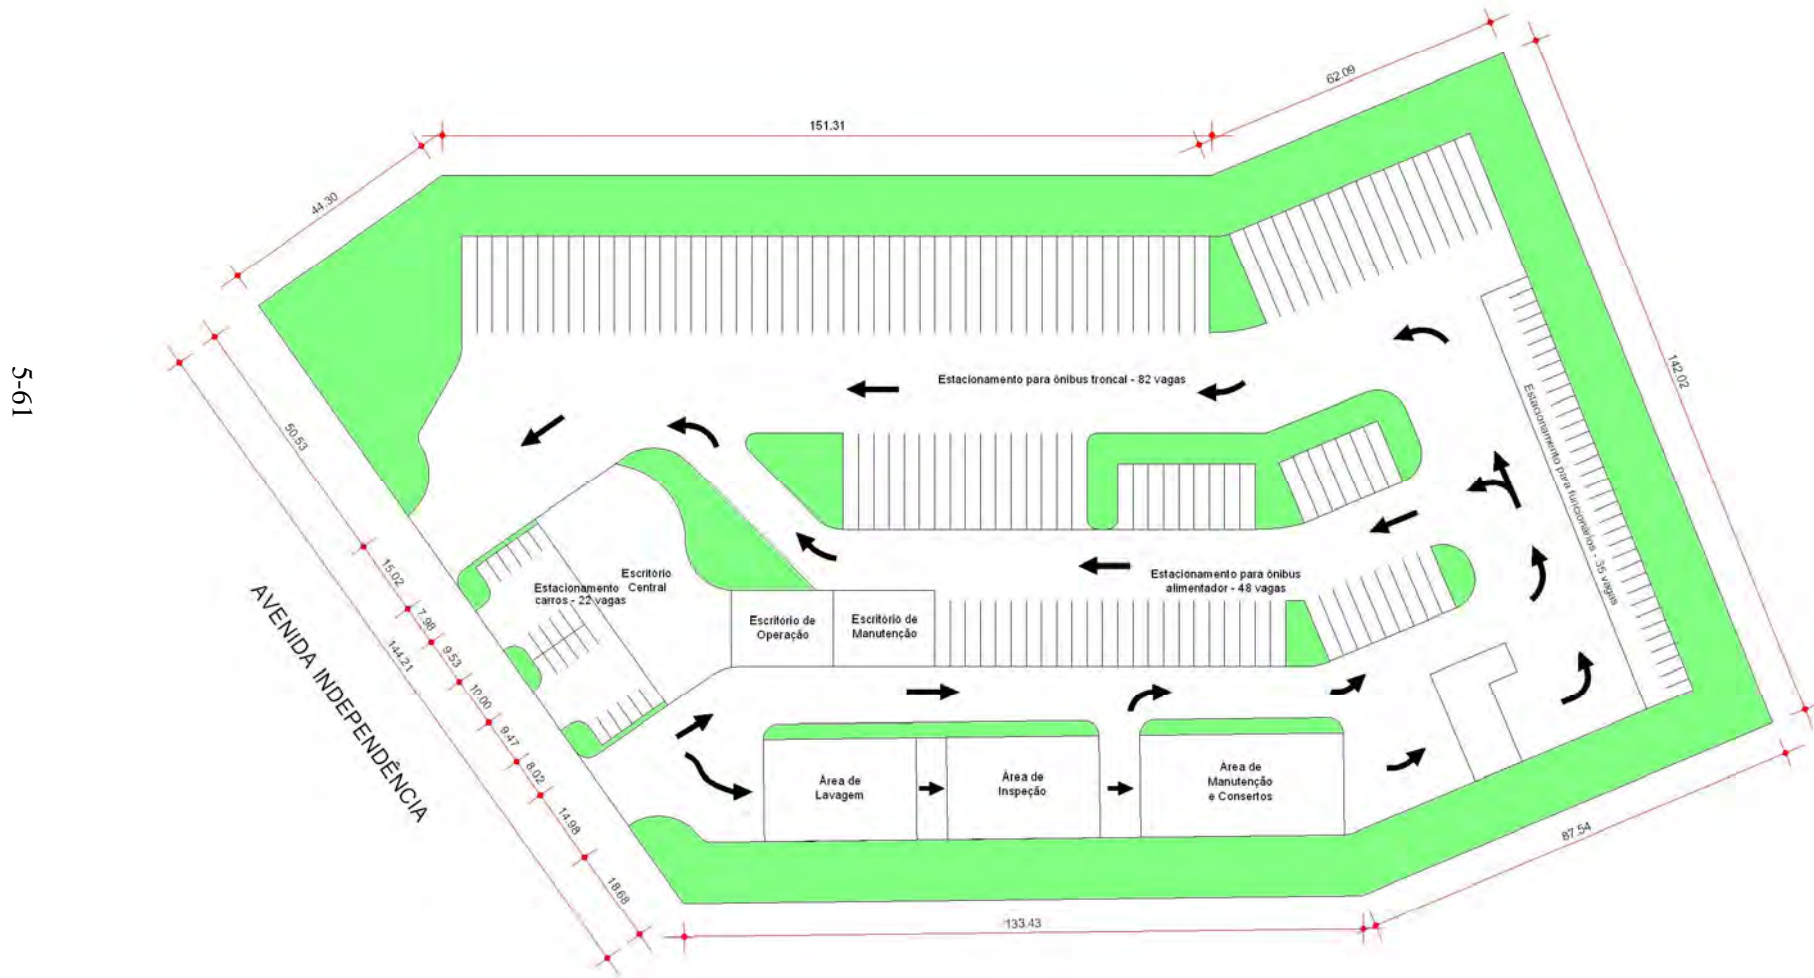 62.09
151.31
44.30
142.02
5-61
Estacionamento para ônibus troncal - 82 vagas
Estacionamento para funcionários - 35 vagas
50.53
15.02
7.98
9.53
10.00
9.47
8.02
14.98
18.68
144.21
AVENIDA INDEPENDÊNCIA
Estacionamento
carros - 22 vagas
Escritório
Central
Estacionamento para ônibus
alimentador - 48 vagas
Escritório de
Operação
Escritório de
Manutenção
Área de
Lavagem
Área de
Inspeção
Área de
Manutenção
e Consertos
87.54
133.43